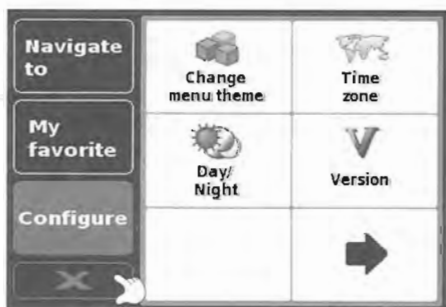 Navigate
to
My
favorite
Configure
Change
menu theme
Time
zone
Day/
Night
Version